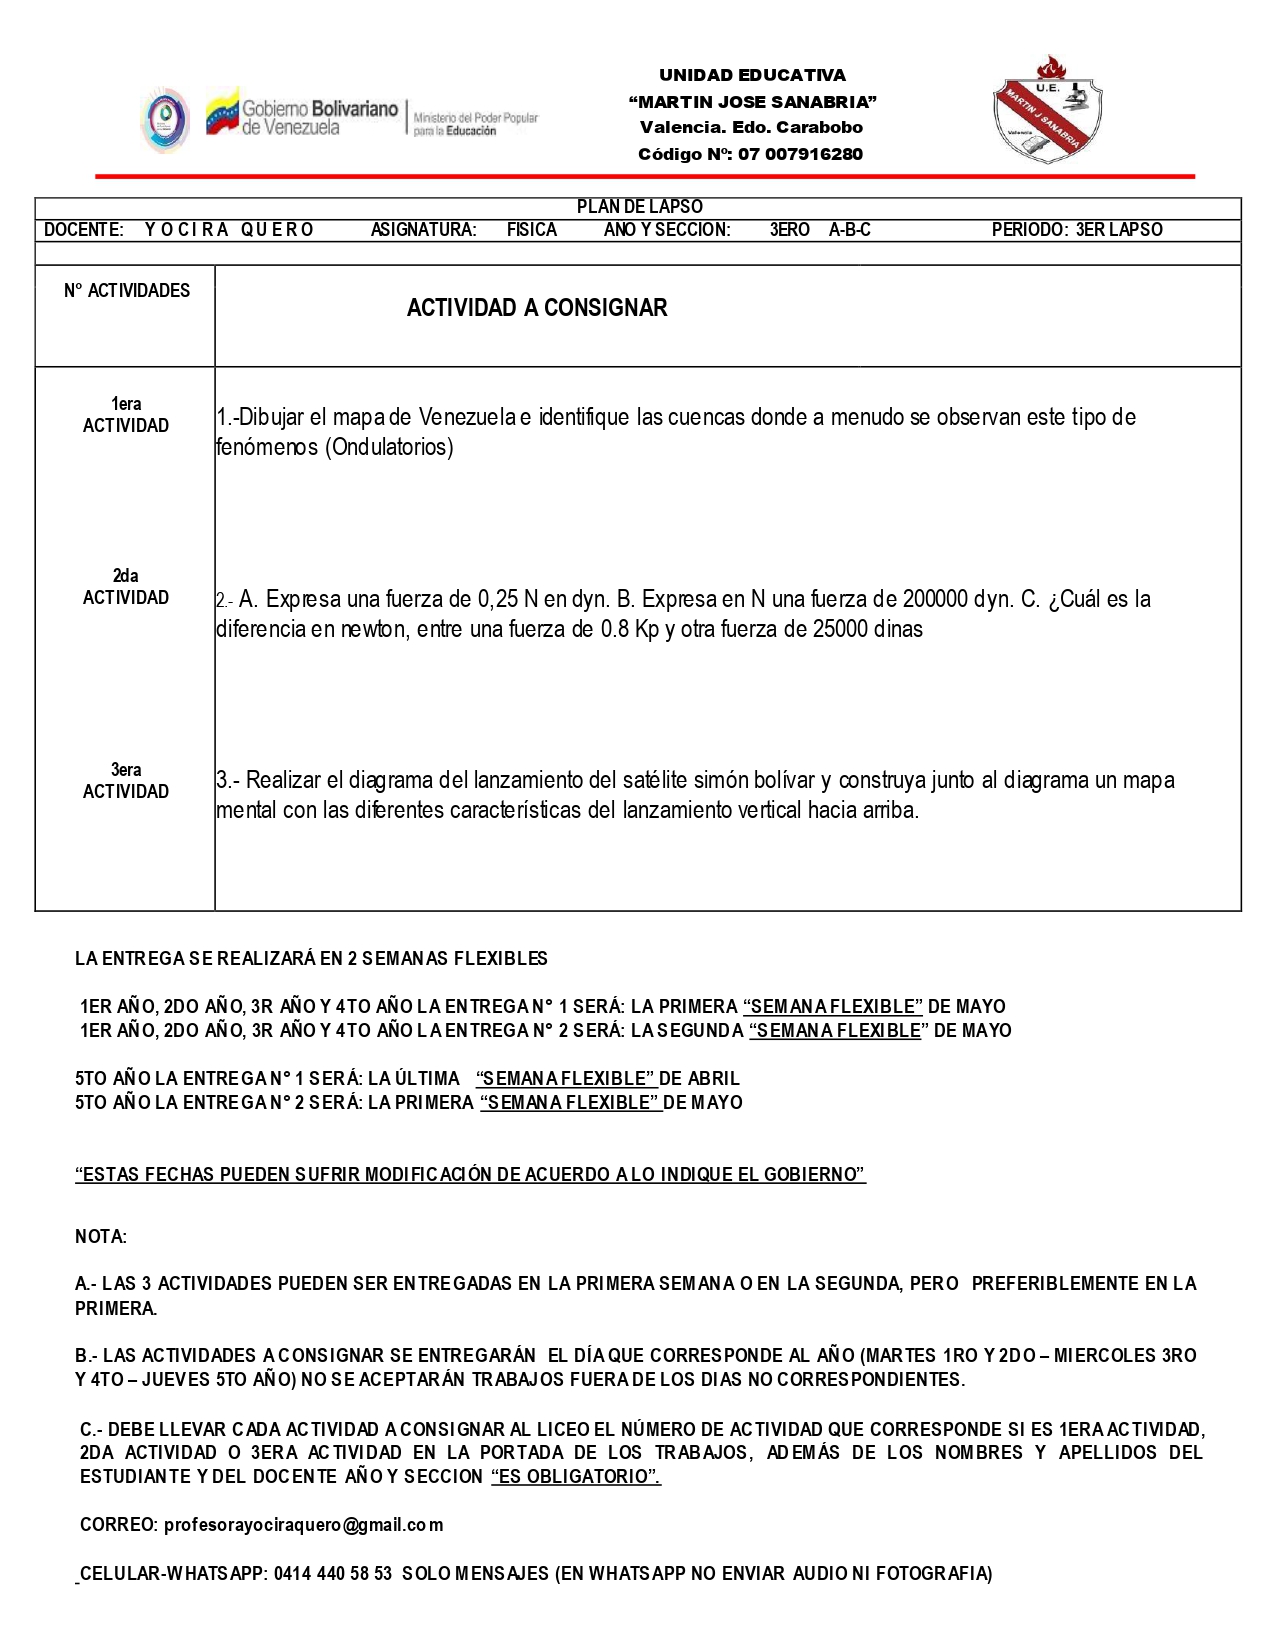 Gobierno Bolivariano de Venezuela
Ministerio del Poder Popular para la Educación
UNIDAD EDUCATIVA
“MARTIN JOSE SANABRIA”
Valencia. Edo. Carabobo
Código Nº: 07 007916280
U.E.
MARTIN J SANABRIA
Valencia
PLAN DE LAPSO
DOCENTE: Y O C I R A Q U E R O ASIGNATURA: FISICA ANO Y SECCION: 3ERO A-B-C PERIODO: 3ER LAPSO
N° ACTIVIDADES
ACTIVIDAD A CONSIGNAR
1era
ACTIVIDAD
1.-Dibujar el mapa de Venezuela e identifique las cuencas donde a menudo se observan este tipo de
fenómenos (Ondulatorios)
2da
ACTIVIDAD
2.- A. Expresa una fuerza de 0,25 N en dyn. B. Expresa en N una fuerza de 200000 dyn. C. ¿Cuál es la
diferencia en newton, entre una fuerza de 0.8 Kp y otra fuerza de 25000 dinas
3era
ACTIVIDAD
3.- Realizar el diagrama del lanzamiento del satélite simón bolívar y construya junto al diagrama un mapa
mental con las diferentes características del lanzamiento vertical hacia arriba.
LA ENTREGA SE REALIZARÁ EN 2 SEMANAS FLEXIBLES
1ER AÑO, 2DO AÑO, 3R AÑO Y 4TO AÑO LA ENTREGA N° 1 SERÁ: LA PRIMERA “SEMANA FLEXIBLE” DE MAYO
1ER AÑO, 2DO AÑO, 3R AÑO Y 4TO AÑO LA ENTREGA N° 2 SERÁ: LA SEGUNDA “SEMANA FLEXIBLE” DE MAYO
5TO AÑO LA ENTREGA N° 1 SERÁ: LA ÚLTIMA “SEMANA FLEXIBLE” DE ABRIL
5TO AÑO LA ENTREGA N° 2 SERÁ: LA PRIMERA “SEMANA FLEXIBLE” DE MAYO
“ESTAS FECHAS PUEDEN SUFRIR MODIFICACIÓN DE ACUERDO A LO INDIQUE EL GOBIERNO”
NOTA:
A.- LAS 3 ACTIVIDADES PUEDEN SER ENTREGADAS EN LA PRIMERA SEMANA O EN LA SEGUNDA, PERO PREFERIBLEMENTE EN LA
PRIMERA.
B.- LAS ACTIVIDADES A CONSIGNAR SE ENTREGARÁN EL DÍA QUE CORRESPONDE AL AÑO (MARTES 1RO Y 2DO – MIERCOLES 3RO
Y 4TO – JUEVES 5TO AÑO) NO SE ACEPTARÁN TRABAJOS FUERA DE LOS DIAS NO CORRESPONDIENTES.
C.- DEBE LLEVAR CADA ACTIVIDAD A CONSIGNAR AL LICEO EL NÚMERO DE ACTIVIDAD QUE CORRESPONDE SI ES 1ERA ACTIVIDAD,
2DA ACTIVIDAD O 3ERA ACTIVIDAD EN LA PORTADA DE LOS TRABAJOS, ADEMÁS DE LOS NOMBRES Y APELLIDOS DEL
ESTUDIANTE Y DEL DOCENTE AÑO Y SECCION “ES OBLIGATORIO”.
CORREO: profesorayociraquero@gmail.com
CELULAR-WHATSAPP: 0414 440 58 53 SOLO MENSAJES (EN WHATSAPP NO ENVIAR AUDIO NI FOTOGRAFIA)